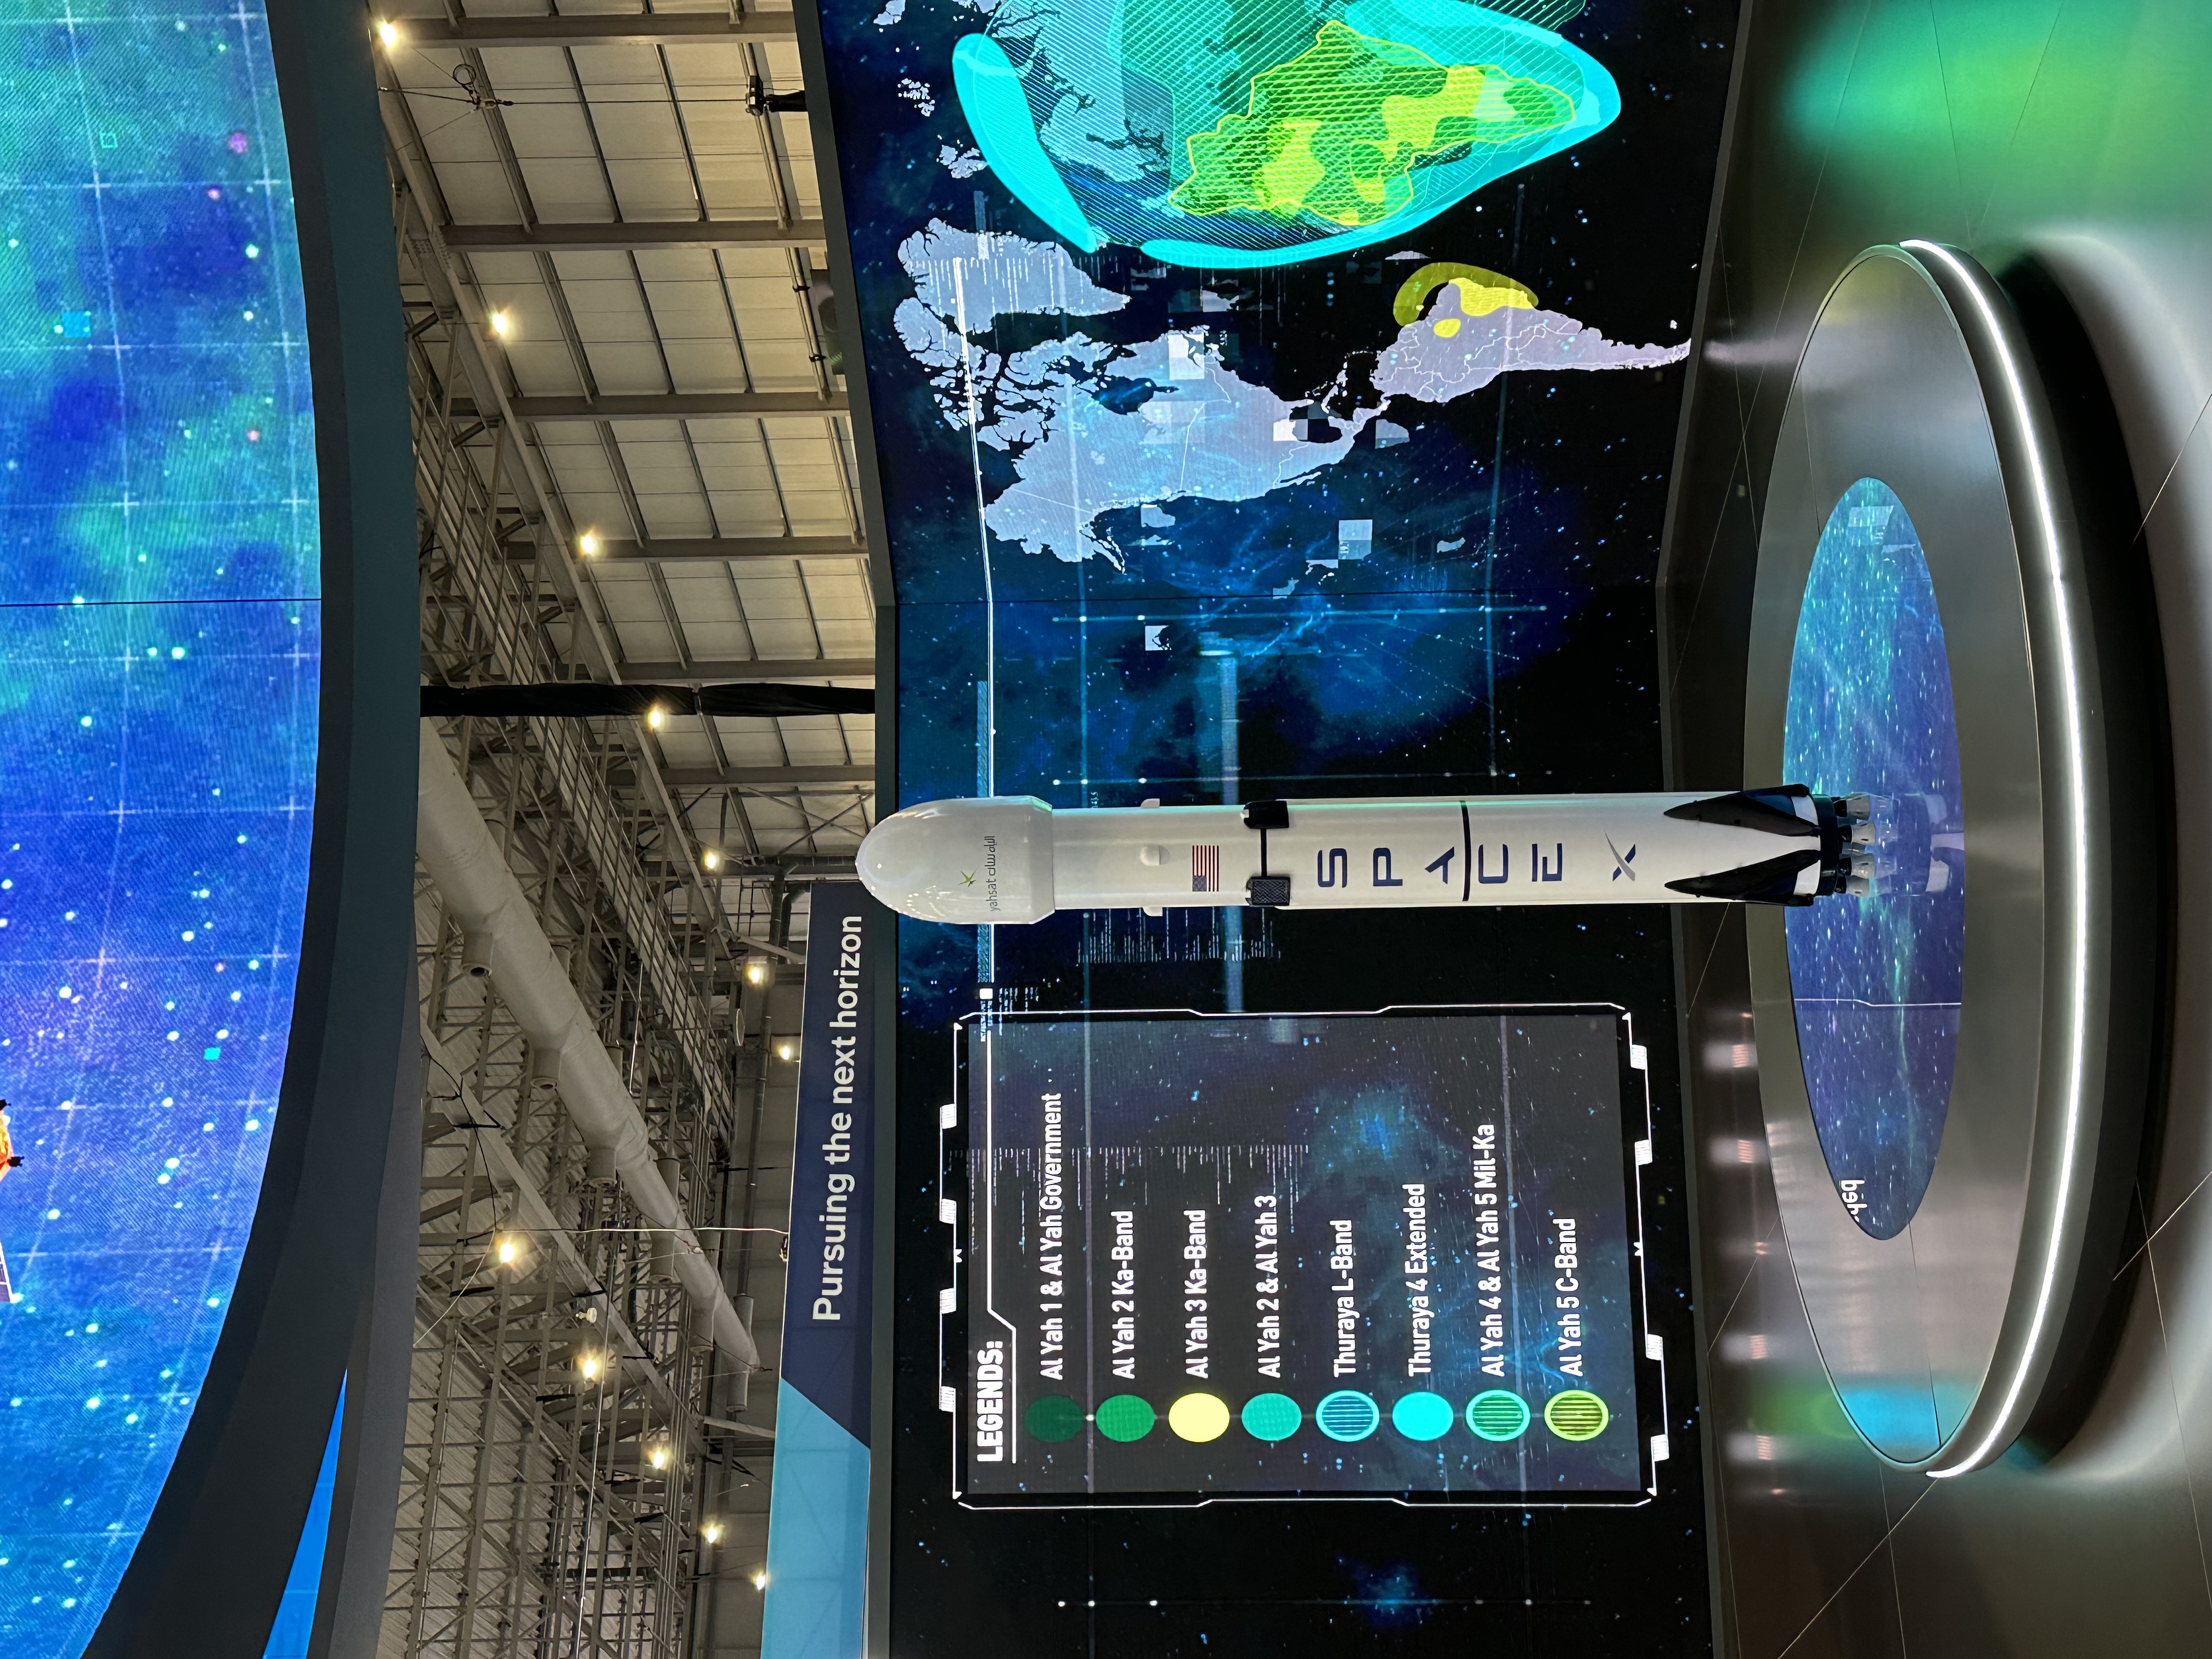 Pursuing the next horizon
LEGENDS:
Al Yah 1 & Al Yah Government
Al Yah 2 Ka-Band
Al Yah 3 Ka-Band
Al Yah 2 & Al Yah 3
Thuraya L-Band
Thuraya 4 Extended
Al Yah 4 & Al Yah 5 Mil-Ka
Al Yah 5 C-Band
yahsat الياه سات
SPACE
X